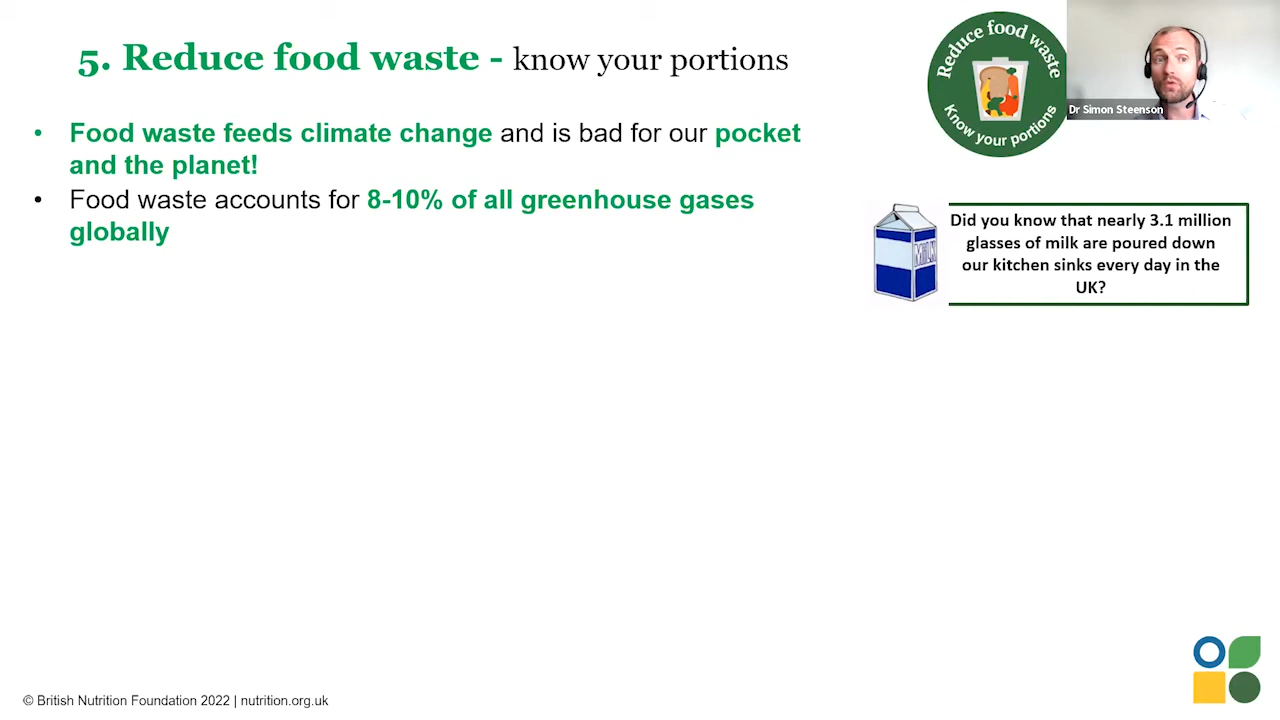 5. Reduce food waste - know your portions
Reduce food waste
Know your portions
Dr Simon Steenson
• Food waste feeds climate change and is bad for our pocket
and the planet!
• Food waste accounts for 8-10% of all greenhouse gases
globally
MILK
Did you know that nearly 3.1 million
glasses of milk are poured down
our kitchen sinks every day in the
UK?
© British Nutrition Foundation 2022 | nutrition.org.uk